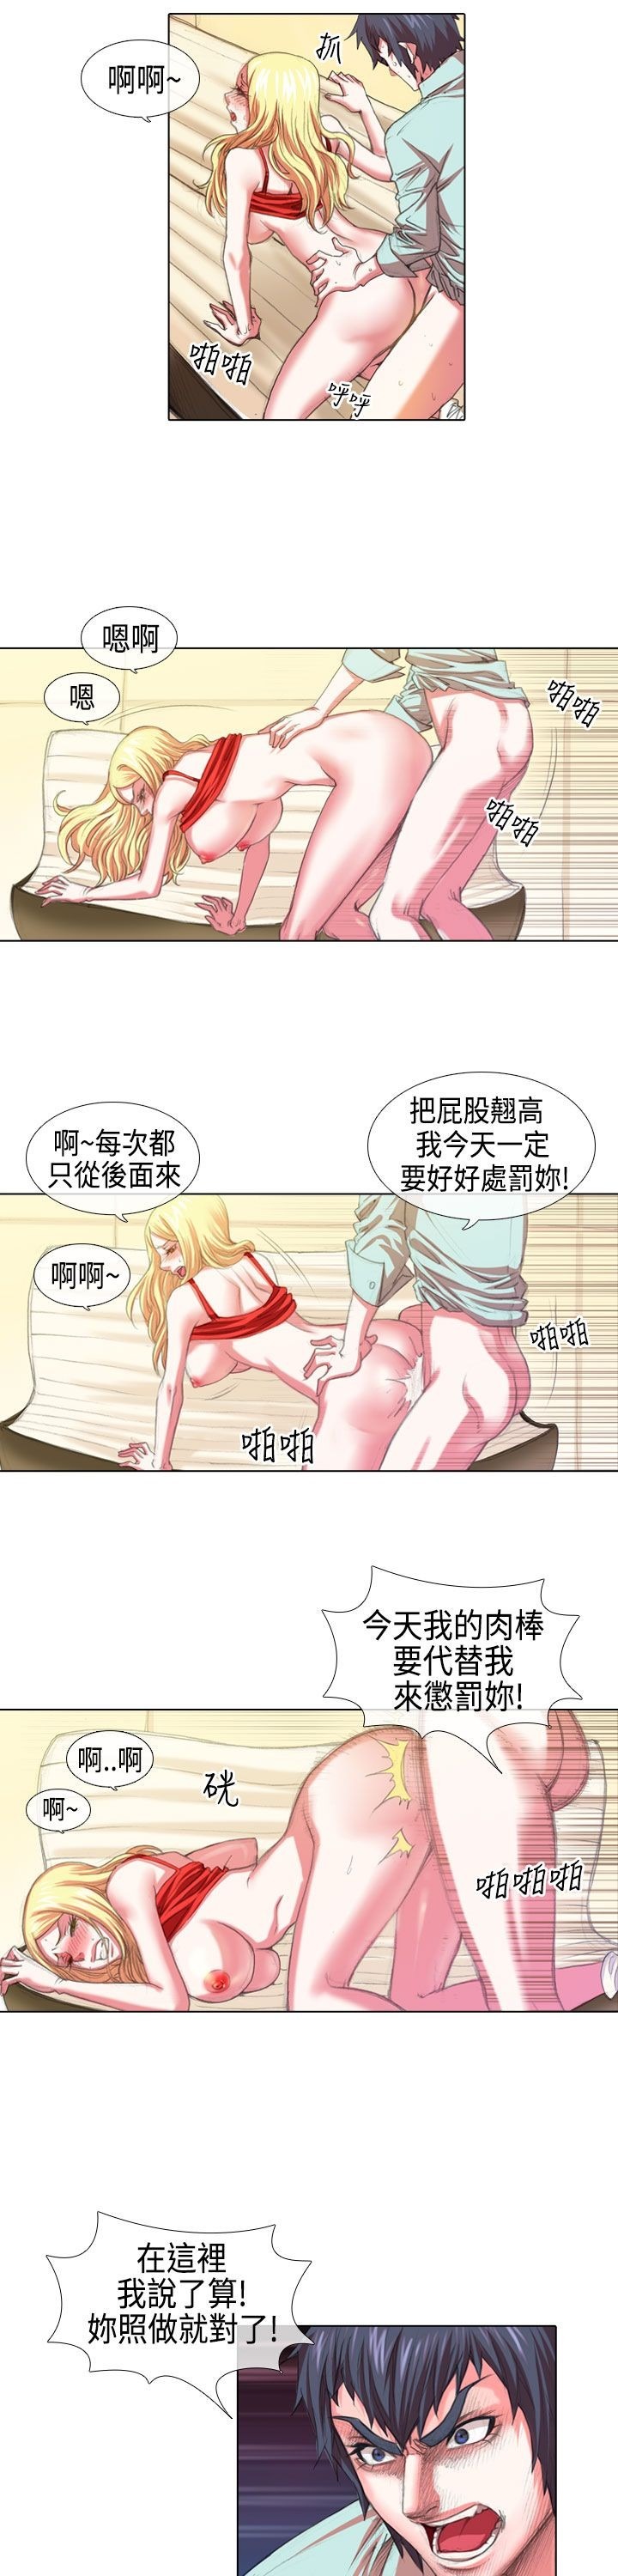 抓
啊啊~
啪啪
呼呼
嗯啊
嗯
啪啪
啪啪
把屁股翹高
我今天一定
要好好處罰妳!
啊~每次都
只從後面來
啊啊~
啪啪
啪啪
今天我的肉棒
要代替我
來懲罰妳!
啊..啊
啊~
硄
啪啪啪
在這裡
我說了算!
妳照做就對了!